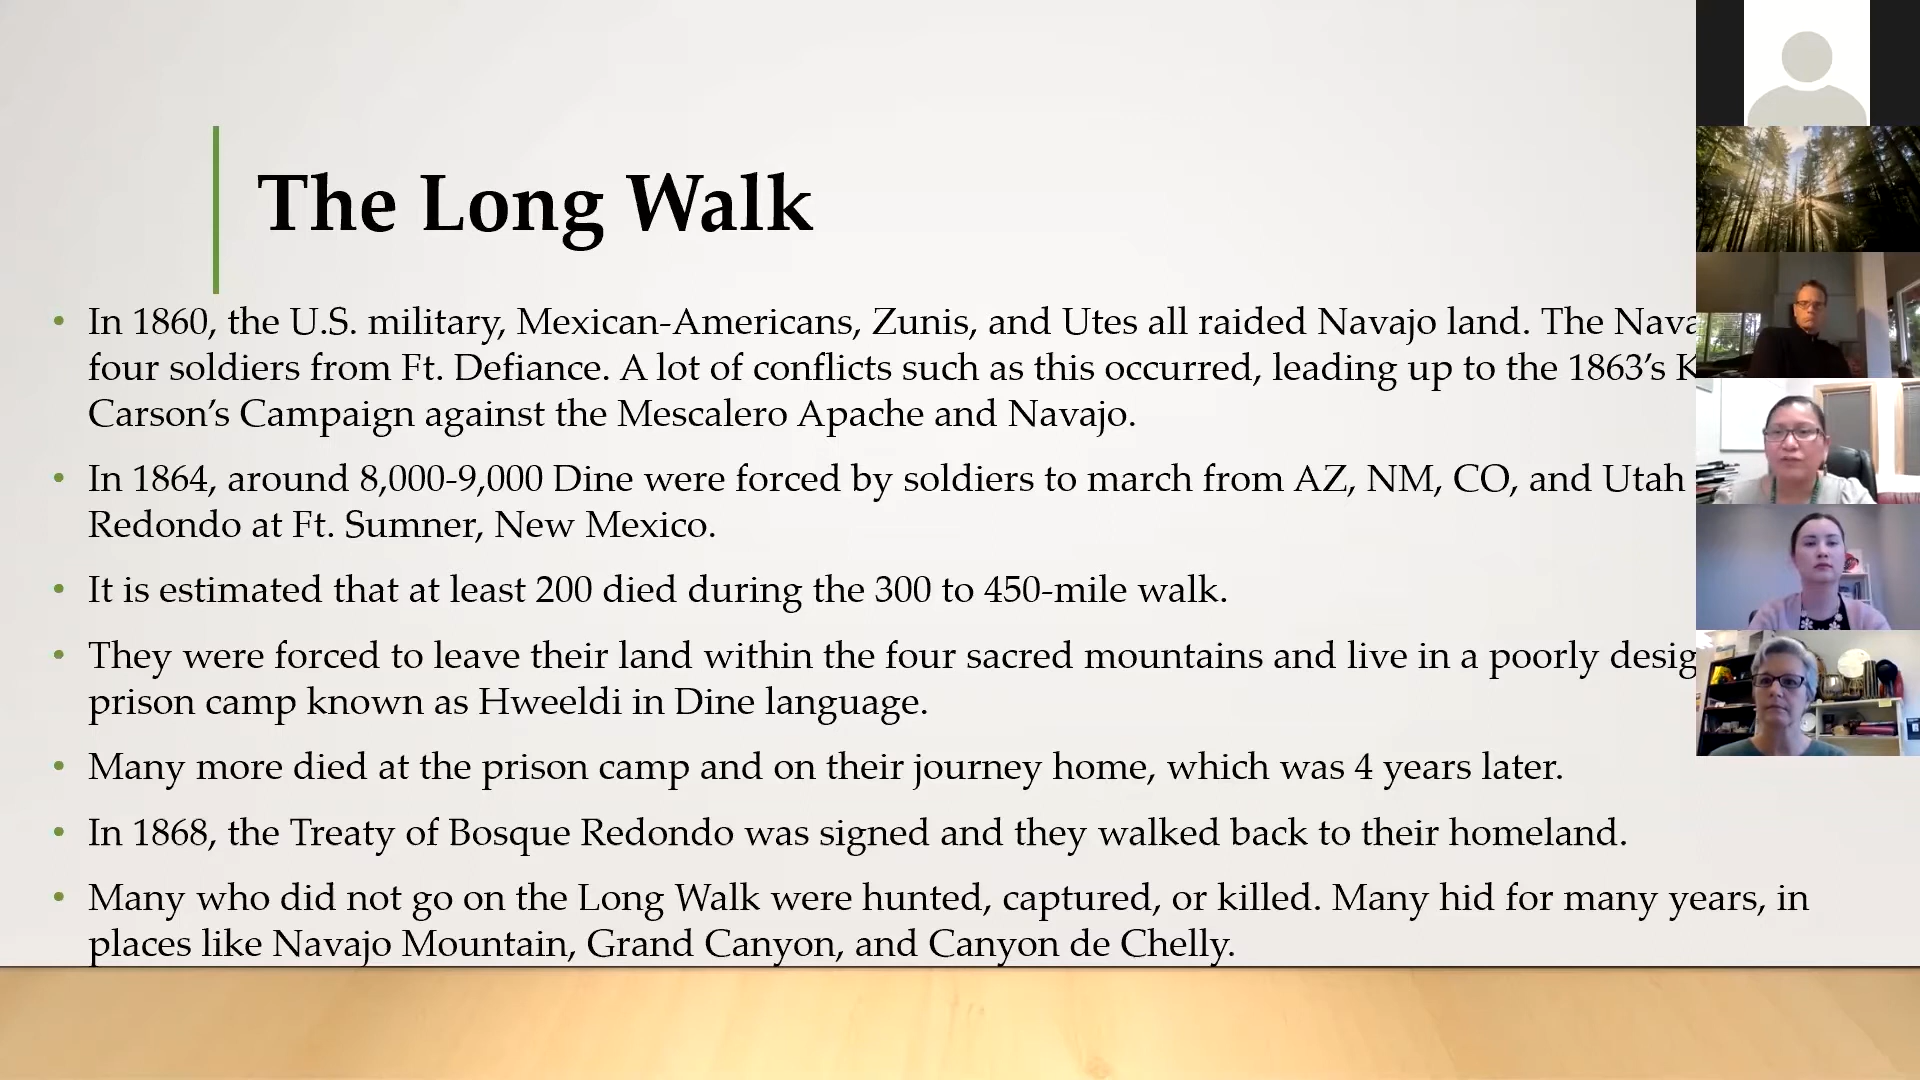 The Long Walk
• In 1860, the U.S. military, Mexican-Americans, Zunis, and Utes all raided Navajo land. The
four soldiers from Ft. Defiance. A lot of conflicts such as this occurred, leading up to the 1863’s
Carson’s Campaign against the Mescalero Apache and Navajo.
• In 1864, around 8,000-9,000 Dine were forced by soldiers to march from AZ, NM, CO, and Utah
Redondo at Ft. Sumner, New Mexico.
• It is estimated that at least 200 died during the 300 to 450-mile walk.
• They were forced to leave their land within the four sacred mountains and live in a poorly
prison camp known as Hweeldi in Dine language.
• Many more died at the prison camp and on their journey home, which was 4 years later.
• In 1868, the Treaty of Bosque Redondo was signed and they walked back to their homeland.
• Many who did not go on the Long Walk were hunted, captured, or killed. Many hid for many years, in
places like Navajo Mountain, Grand Canyon, and Canyon de Chelly.